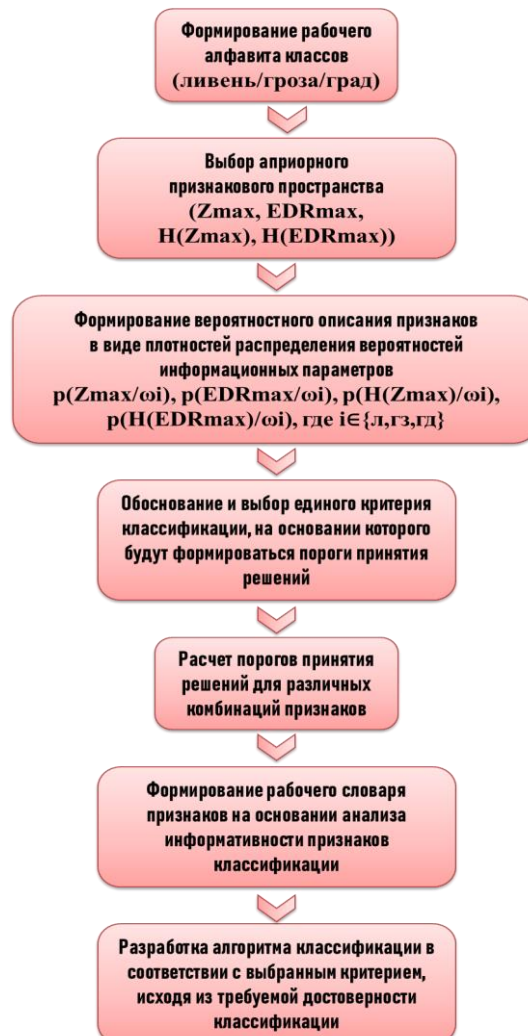 Формирование рабочего
алфавита классов
(ливень/гроза/град)
Выбор априорного
признакового пространства
(Zmax, EDRmax,
H(Zmax), H(EDRmax))
Формирование вероятностного описания признаков
в виде плотностей распределения вероятностей
информационных параметров
p(Zmax/ωi), p(EDRmax/ωi), p(H(Zmax)/ωi),
p(H(EDRmax)/ωi), где i∈{л,гз,гд}
Обоснование и выбор единого критерия
классификации, на основании которого
будут формироваться пороги принятия
решений
Расчет порогов принятия
решений для различных
комбинаций признаков
Формирование рабочего словаря
признаков на основании анализа
информативности признаков
классификации
Разработка алгоритма классификации в
соответствии с выбранным критерием,
исходя из требуемой достоверности
классификации